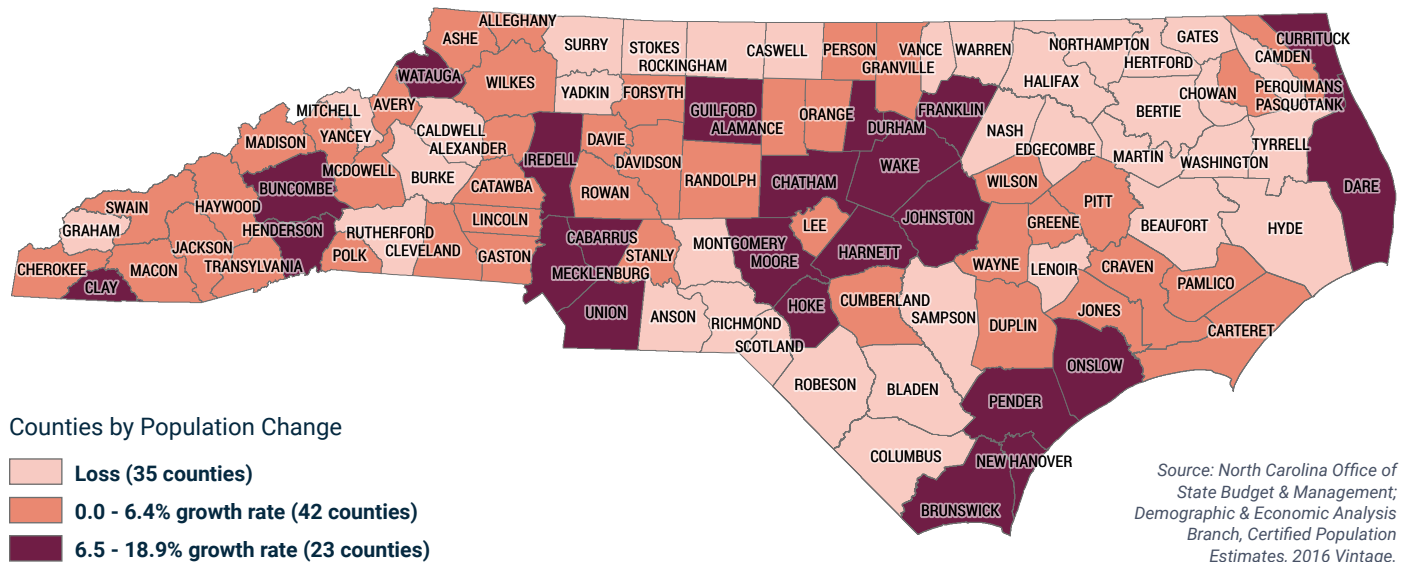 ALLEGHANY
ASHE
SURRY
STOKES
ROCKINGHAM
CASWELL
PERSON
GRANVILLE
VANCE
WARREN
NORTHAMPTON
HERTFORD
GATES
CURRITUCK
CAMDEN
WATAUGA
WILKES
YADKIN
FORSYTH
GUILFORD
ALAMANCE
ORANGE
DURHAM
FRANKLIN
HALIFAX
BERTIE
CHOWAN
PERQUIMANS
PASQUOTANK
MITCHELL
AVERY
YANCEY
MADISON
CALDWELL
ALEXANDER
IREDELL
DAVIE
DAVIDSON
RANDOLPH
CHATHAM
WAKE
NASH
EDGECOMBE
MARTIN
WASHINGTON
TYRRELL
DARE
BUNCOMBE
MCDOWELL
BURKE
CATAWBA
ROWAN
WILSON
PITT
SWAIN
HAYWOOD
GRAHAM
JACKSON
HENDERSON
RUTHERFORD
CLEVELAND
LINCOLN
GASTON
CABARRUS
STANLY
MONTGOMERY
MOORE
LEE
HARNETT
JOHNSTON
GREENE
BEAUFORT
HYDE
CHEROKEE
MACON
TRANSYLVANIA
POLK
CLAY
MECKLENBURG
UNION
ANSON
RICHMOND
SCOTLAND
HOKE
CUMBERLAND
SAMPSON
WAYNE
LENOIR
CRAVEN
PAMLICO
DUPLIN
JONES
CARTERET
ONSLOW
ROBESON
BLADEN
PENDER
COLUMBUS
NEW HANOVER
BRUNSWICK
Counties by Population Change
Loss (35 counties)
0.0 - 6.4% growth rate (42 counties)
6.5 - 18.9% growth rate (23 counties)
Source: North Carolina Office of
State Budget & Management;
Demographic & Economic Analysis
Branch, Certified Population
Estimates, 2016 Vintage.